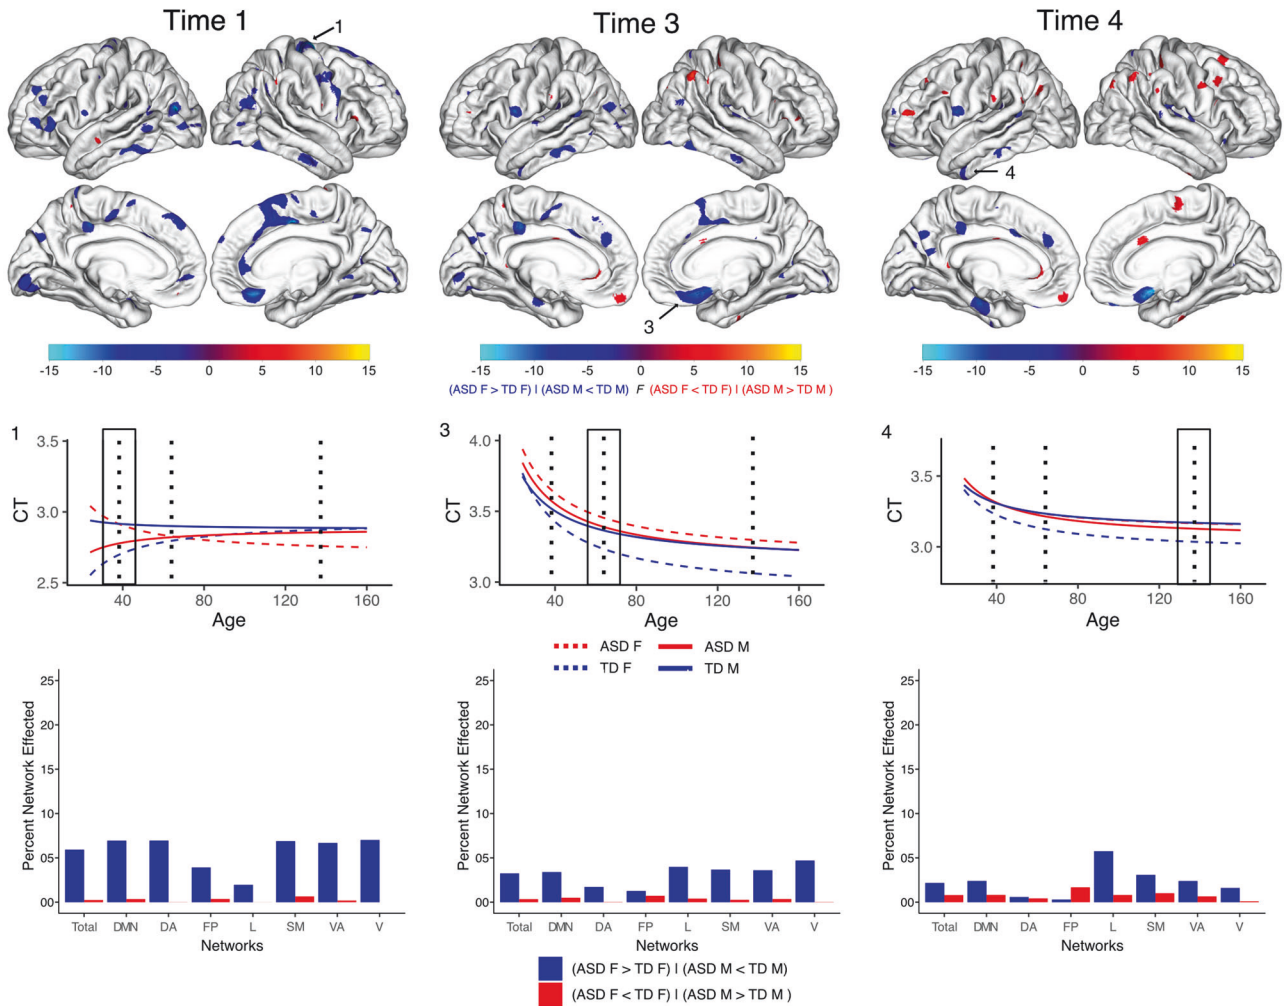 Time 1
Time 3
Time 4
1
4
3
-15 -10 -5 0 5 10 15
-15 -10 -5 0 5 10 15
-15 -10 -5 0 5 10 15
(ASD F > TD F) | (ASD M < TD M) F (ASD F < TD F) | (ASD M > TD M )
1
3.5
3.0
2.5
CT
40 80 120 160
Age
3
4.0
3.5
3.0
CT
40 80 120 160
Age
4
3.5
3.0
CT
40 80 120 160
Age
ASD F ASD M
TD F TD M
Percent Network Effected
25
20
15
10
05
00
Total DMN DA FP L SM VA V
Networks
Percent Network Effected
25
20
15
10
05
00
Total DMN DA FP L SM VA V
Networks
Percent Network Effected
25
20
15
10
05
00
Total DMN DA FP L SM VA V
Networks
(ASD F > TD F) | (ASD M < TD M)
(ASD F < TD F) | (ASD M > TD M )